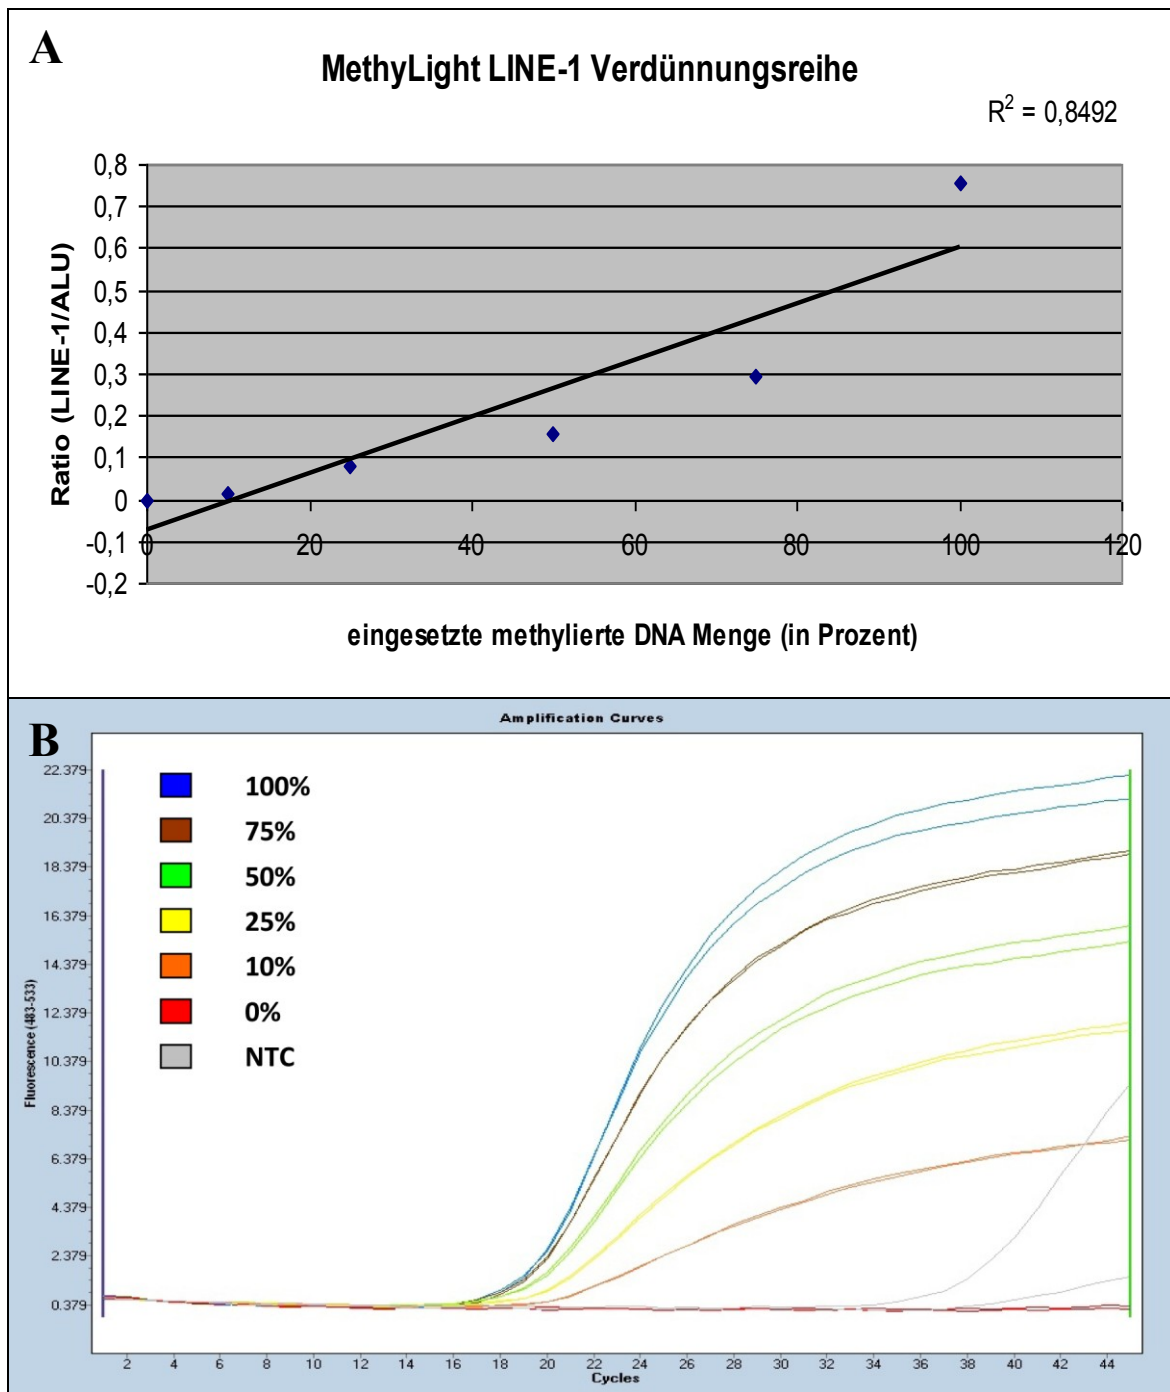 A
MethyLight LINE-1 Verdünnungsreihe
R² = 0,8492
Ratio (LINE-1/ALU)
0,8
0,7
0,6
0,5
0,4
0,3
0,2
0,1
0
-0,1
-0,2
0 20 40 60 80 100 120
eingesetzte methylierte DNA Menge (in Prozent)
B
Amplification Curves
Fluorescence (483-533)
22.379
20.379
18.379
16.379
14.379
12.379
10.379
8.379
6.379
4.379
2.379
0.379
100%
75%
50%
25%
10%
0%
NTC
2 4 6 8 10 12 14 16 18 20 22 24 26 28 30 32 34 36 38 40 42 44
Cycles